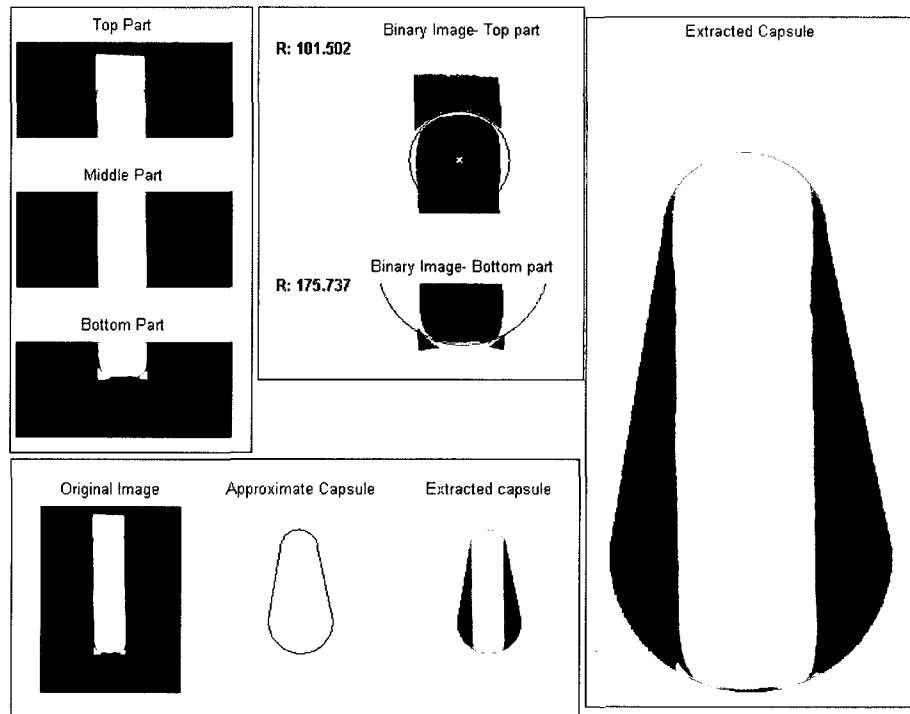 Top Part
Middle Part
Bottom Part
Binary Image- Top part
R: 101.502
Binary Image- Bottom part
R: 175.737
Extracted Capsule
Original Image
Approximate Capsule
Extracted capsule